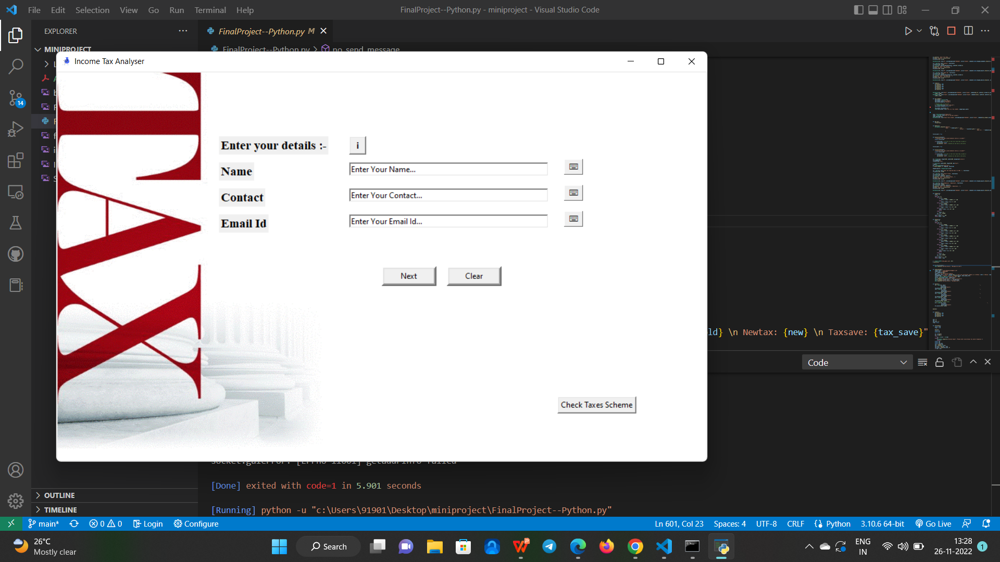 File Edit Selection View Go Run Terminal Help
FinalProject--Python.py - miniproject - Visual Studio Code
EXPLORER
FinalProject--Python.py M
MINIPROJECT
FinalProject--Python.py > no_send_message
Income Tax Analyser
TAX
Enter your details :-
i
Name
Enter Your Name...
Contact
Enter Your Contact...
Email Id
Enter Your Email Id...
Next
Clear
Check Taxes Scheme
14
ld} \n Newtax: {new} \n Taxsave: {tax_save}"
Code
socket.gaierror: [Errno 11001] getaddrinfo failed
[Done] exited with code=1 in 5.901 seconds
[Running] python -u "c:\Users\91901\Desktop\miniproject\FinalProject--Python.py"
OUTLINE
TIMELINE
main* 0 0 Login Configure
Ln 601, Col 23 Spaces: 4 UTF-8 CRLF Python 3.10.6 64-bit Go Live
26°C
Mostly clear
Search
ENG
IN
13:28
26-11-2022
1